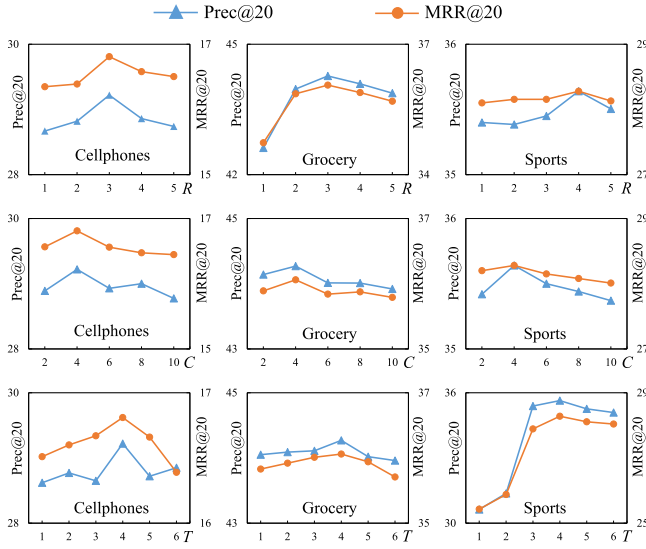 Prec@20 MRR@20
30 17 45 37 36 29
Prec@20 MRR@20 Prec@20 MRR@20 Prec@20 MRR@20
Cellphones Grocery Sports
28 15 42 34 35 27
1 2 3 4 5 R 1 2 3 4 5 R 1 2 3 4 5 R
30 17 45 37 36 29
Prec@20 MRR@20 Prec@20 MRR@20 Prec@20 MRR@20
Cellphones Grocery Sports
28 15 43 35 35 27
2 4 6 8 10 C 2 4 6 8 10 C 2 4 6 8 10 C
30 17 45 37 36 29
Prec@20 MRR@20 Prec@20 MRR@20 Prec@20 MRR@20
Cellphones Grocery Sports
28 16 43 35 30 25
1 2 3 4 5 6 T 1 2 3 4 5 6 T 1 2 3 4 5 6 T